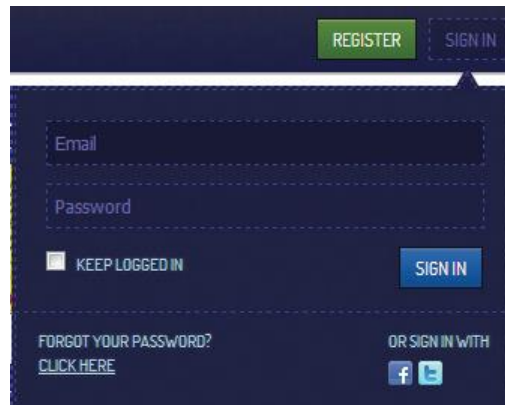 REGISTER
SIGN IN
Email
Password
KEEP LOGGED IN
SIGN IN
FORGOT YOUR PASSWORD?
CLICK HERE
OR SIGN IN WITH